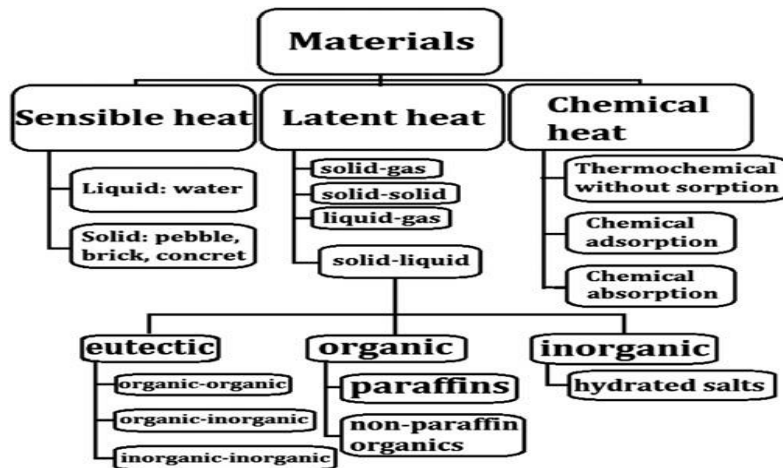 Materials
Sensible heat
Latent heat
Chemical
heat
Liquid: water
Solid: pebble,
brick, concret
solid-gas
solid-solid
liquid-gas
solid-liquid
Thermochemical
without sorption
Chemical
adsorption
Chemical
absorption
eutectic
organic-organic
organic-inorganic
inorganic-inorganic
organic
paraffins
non-paraffin
organics
inorganic
hydrated salts